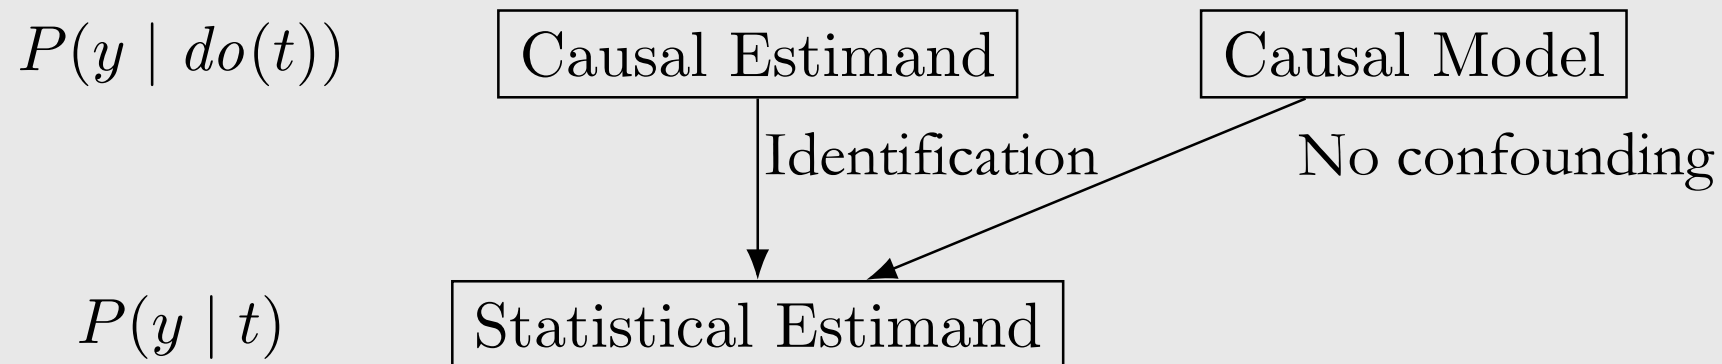 P(y | do(t)) Causal Estimand Causal Model
Identification No confounding
P(y | t) Statistical Estimand